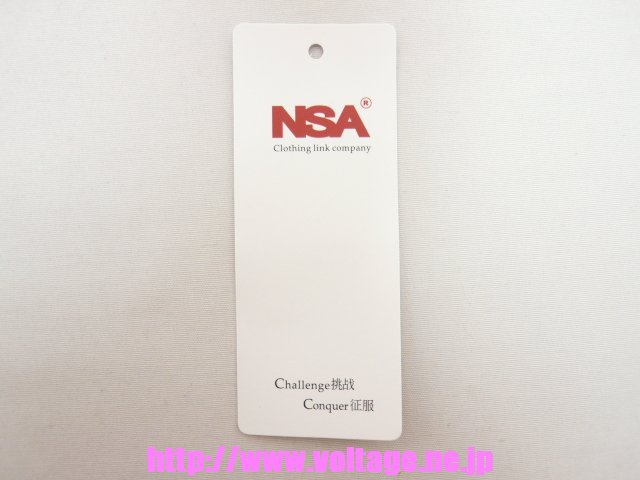 NSA®
Clothing link company
Challenge挑战
Conquer征服
http://www.voltage.ne.jp